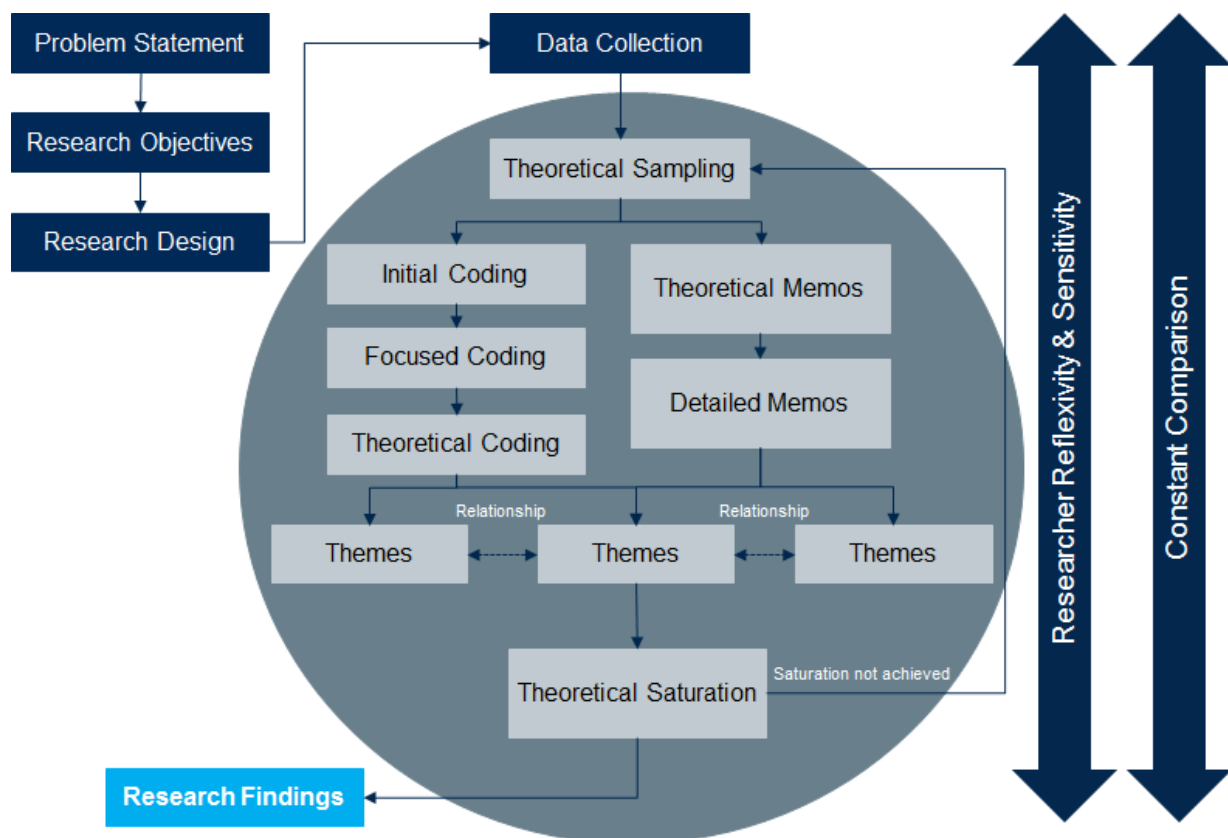 Problem Statement
Data Collection
Research Objectives
Research Design
Theoretical Sampling
Initial Coding
Theoretical Memos
Focused Coding
Detailed Memos
Theoretical Coding
Relationship
Relationship
Themes
Themes
Themes
Theoretical Saturation
Saturation not achieved
Research Findings
Researcher Reflexivity & Sensitivity
Constant Comparison